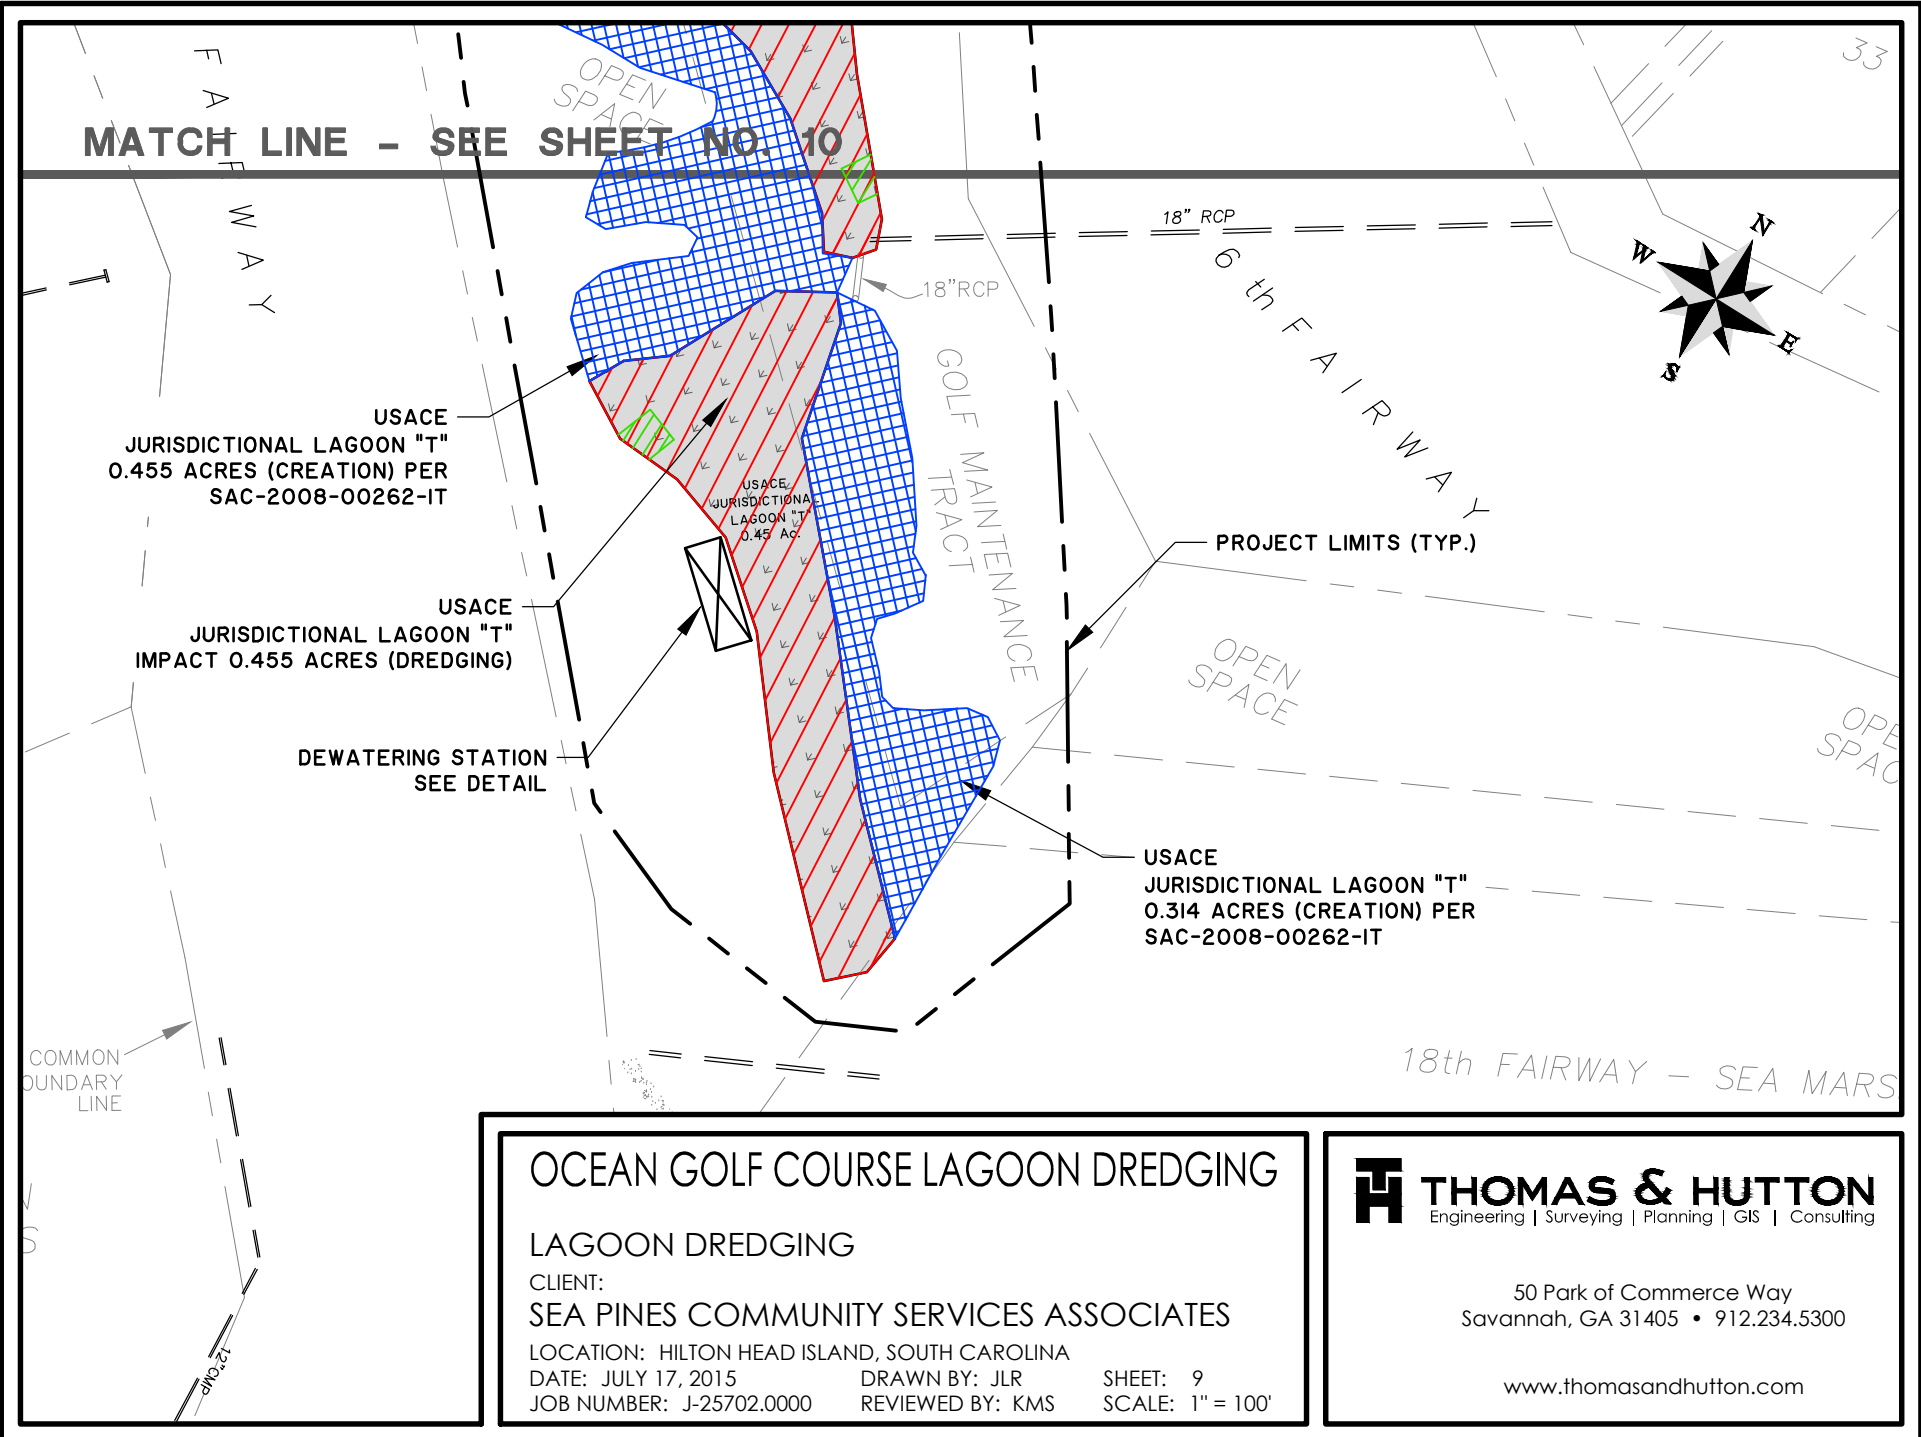 FAIRWAY
OPEN
SPACE
33
MATCH LINE - SEE SHEET NO. 10
18" RCP
N
W
E
S
6 th FAIRWAY
18"RCP
GOLF MAINTENANCE
TRACT
USACE
JURISDICTIONAL LAGOON "T"
0.455 ACRES (CREATION) PER
SAC-2008-00262-IT
USACE
JURISDICTIONAL
LAGOON "T"
0.45 Ac.
PROJECT LIMITS (TYP.)
USACE
JURISDICTIONAL LAGOON "T"
IMPACT 0.455 ACRES (DREDGING)
OPEN
SPACE
OPE
SPAC
DEWATERING STATION
SEE DETAIL
USACE
JURISDICTIONAL LAGOON "T"
0.314 ACRES (CREATION) PER
SAC-2008-00262-IT
COMMON
OUNDARY
LINE
18th FAIRWAY - SEA MARS
S
12"CMP
OCEAN GOLF COURSE LAGOON DREDGING
LAGOON DREDGING
CLIENT:
SEA PINES COMMUNITY SERVICES ASSOCIATES
LOCATION: HILTON HEAD ISLAND, SOUTH CAROLINA
DATE: JULY 17, 2015 DRAWN BY: JLR SHEET: 9
JOB NUMBER: J-25702.0000 REVIEWED BY: KMS SCALE: 1" = 100'
TH THOMAS & HUTTON
Engineering | Surveying | Planning | GIS | Consulting
50 Park of Commerce Way
Savannah, GA 31405 • 912.234.5300
www.thomasandhutton.com